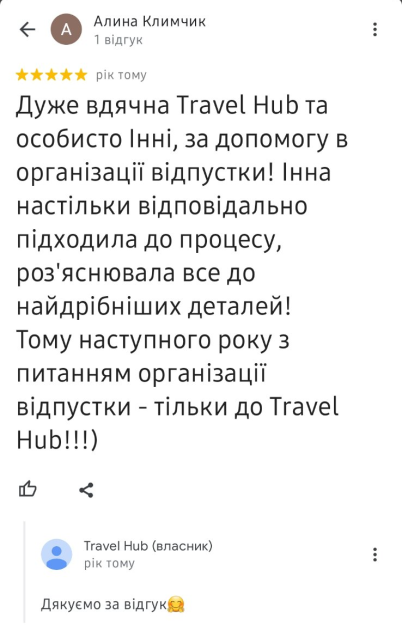 А
Алина Климчик
1 відгук
рік тому
Дуже вдячна Travel Hub та
особисто Інні, за допомогу в
організації відпустки! Інна
настільки відповідально
підходила до процесу,
роз'яснювала все до
найдрібніших деталей!
Тому наступного року з
питанням організації
відпустки - тільки до Travel
Hub!!!)
Travel Hub (власник)
рік тому
Дякуємо за відгук🤗